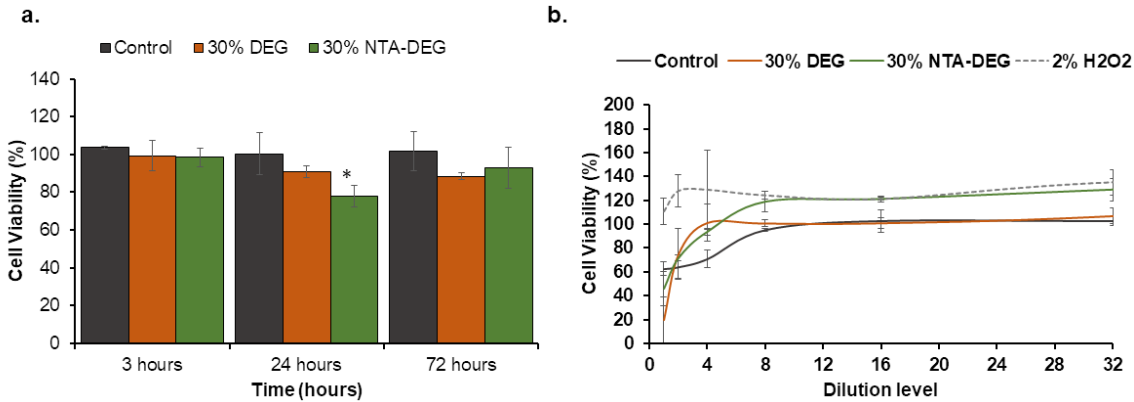 a.
Control 30% DEG 30% NTA-DEG
140
120
100
80
60
40
20
0
Cell Viability (%)
3 hours 24 hours 72 hours
Time (hours)
*
b.
Control 30% DEG 30% NTA-DEG 2% H2O2
200
180
160
140
120
100
80
60
40
20
0
Cell Viability (%)
0 4 8 12 16 20 24 28 32
Dilution level